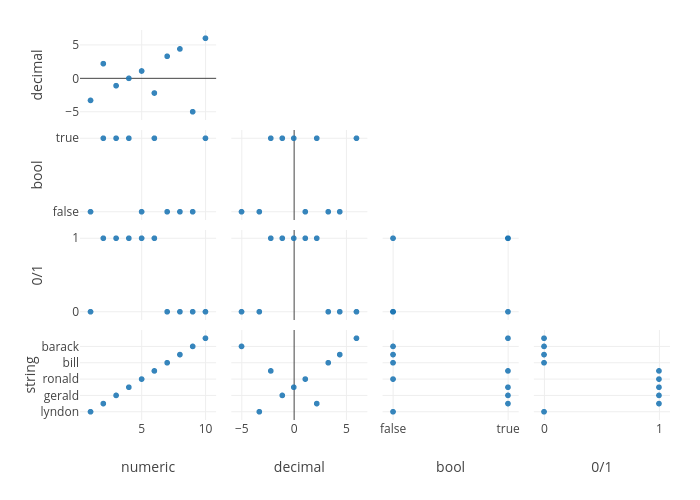 decimal
5
0
−5
bool
true
false
0/1
1
0
string
barack
bill
ronald
gerald
lyndon
5 10 −5 0 5 false true 0 1
numeric decimal bool 0/1